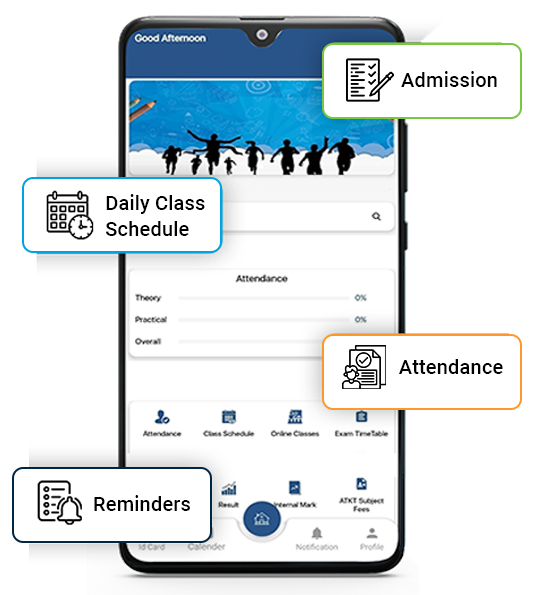 Good Afternoon
Admission
Daily Class
Schedule
Attendance
Theory 0%
Practical 0%
Overall
Attendance
Attendance Class Schedule Online Classes Exam TimeTable
Reminders
Result Internal Mark ATKT Subject
Fees
Id Card Calender Notification Profile